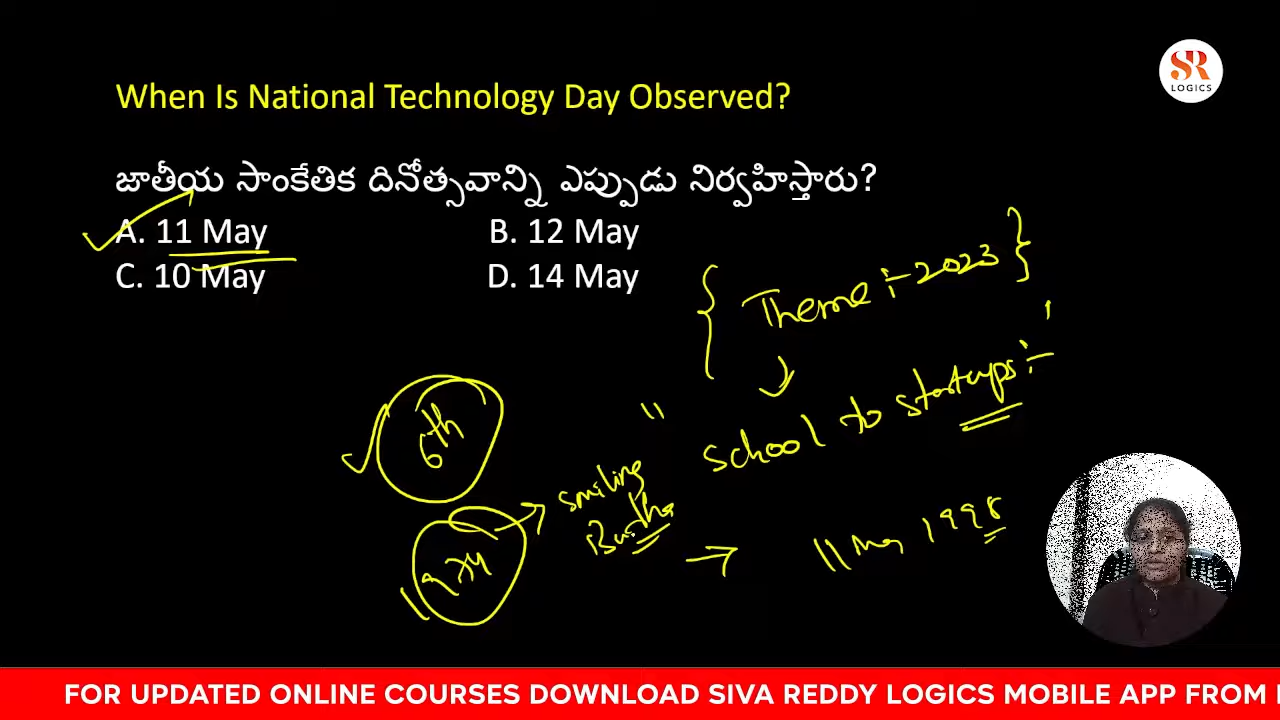 SR
LOGICS
When Is National Technology Day Observed?
జాతీయ సాంకేతిక దినోత్సవాన్ని ఎప్పుడు నిర్వహిస్తారు?
A. 11 May B. 12 May
C. 10 May D. 14 May
{ Theme :- 2023 }
" school to startups :- '
6th
smiling
Budha
1974
11 May 1998
FOR UPDATED ONLINE COURSES DOWNLOAD SIVA REDDY LOGICS MOBILE APP FROM